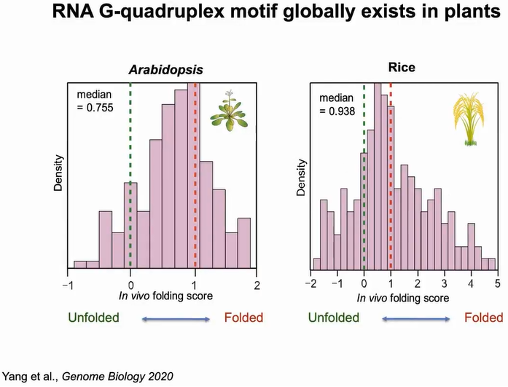 RNA G-quadruplex motif globally exists in plants
Arabidopsis
median
= 0.755
Density
−1 0 1 2
In vivo folding score
Unfolded Folded
Rice
median
= 0.938
Density
−2 −1 0 1 2 3 4 5
In vivo folding score
Unfolded Folded
Yang et al., Genome Biology 2020